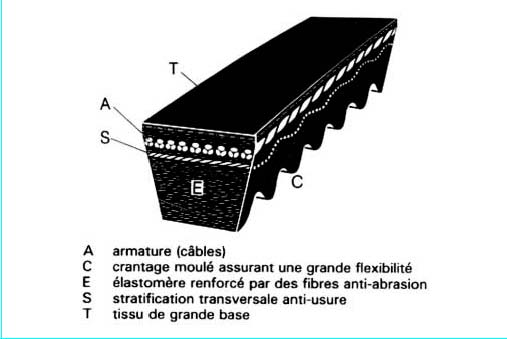 T
A
S
E
C
A armature (câbles)
C crantage moulé assurant une grande flexibilité
E élastomère renforcé par des fibres anti-abrasion
S stratification transversale anti-usure
T tissu de grande base